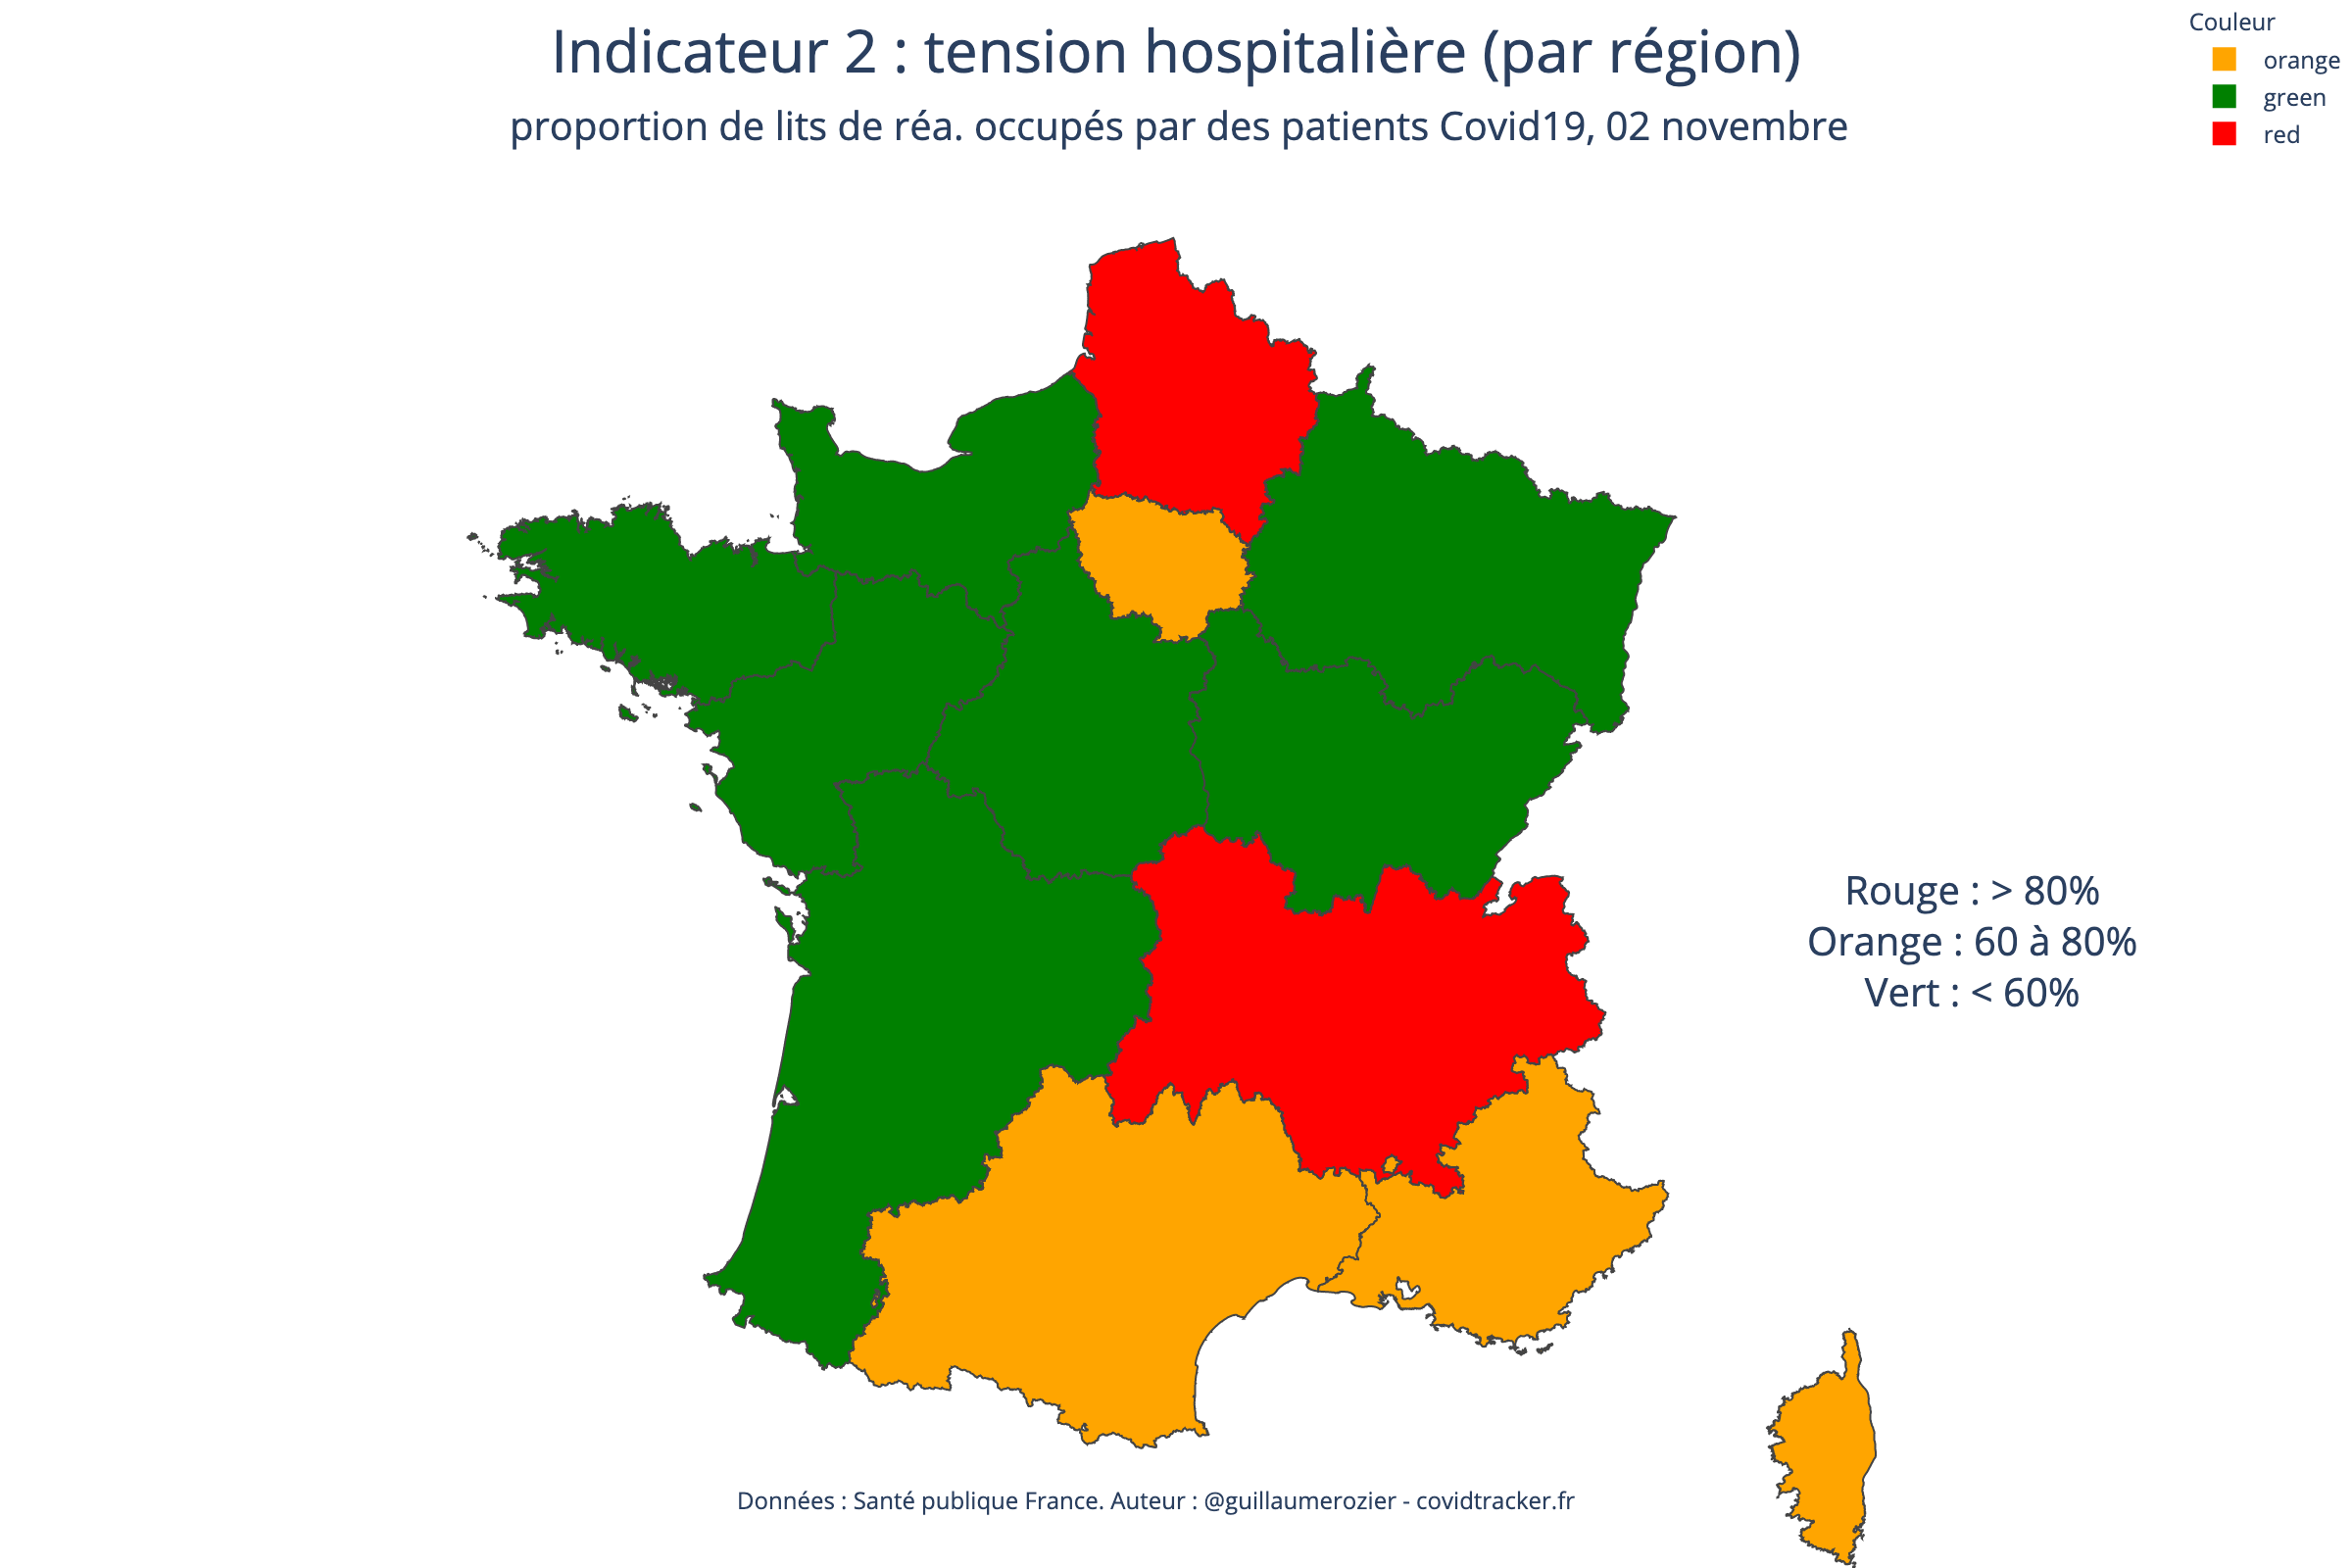 Indicateur 2 : tension hospitalière (par région)
proportion de lits de réa. occupés par des patients Covid19, 02 novembre
Couleur
orange
green
red
Rouge : > 80%
Orange : 60 à 80%
Vert : < 60%
Données : Santé publique France. Auteur : @guillaumerozier - covidtracker.fr